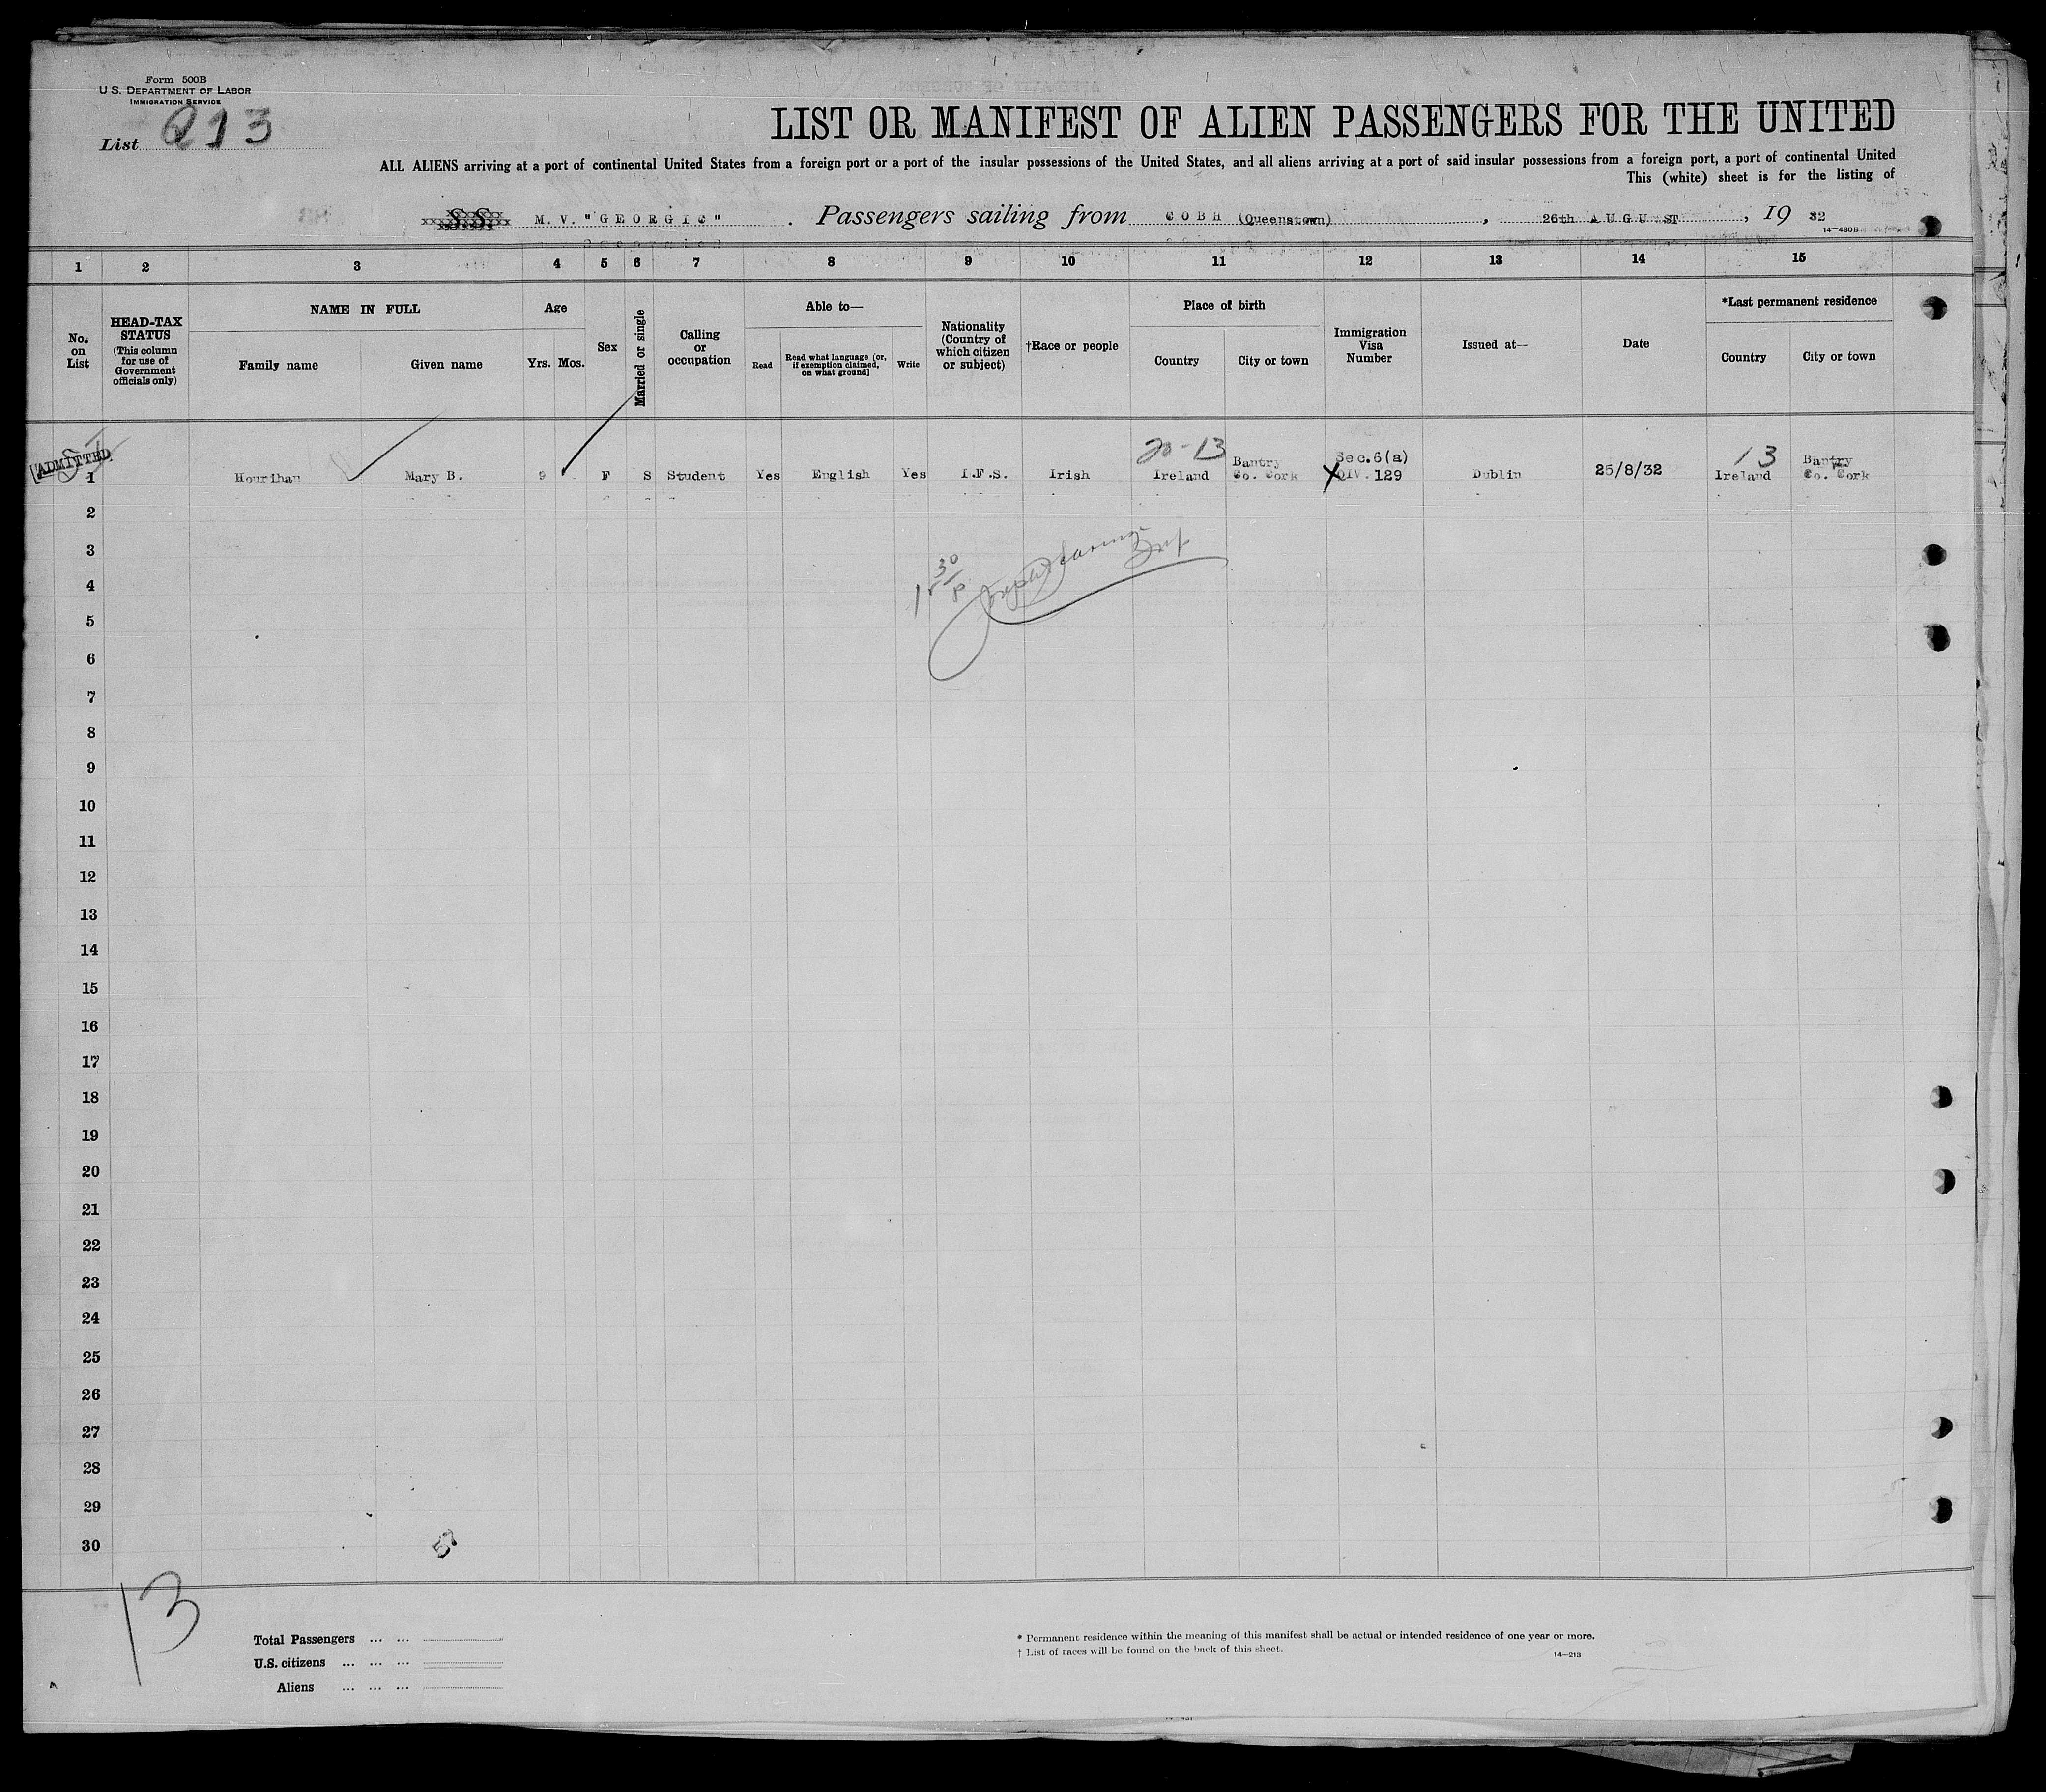 Form 500B
U.S. DEPARTMENT OF LABOR
IMMIGRATION SERVICE
List 213
LIST OR MANIFEST OF ALIEN PASSENGERS FOR THE UNITED
ALL ALIENS arriving at a port of continental United States from a foreign port or a port of the insular possessions of the United States, and all aliens arriving at a port of said insular possessions from a foreign port, a port of continental United
This (white) sheet is for the listing of
S.S. M. V. "GEORGIC". Passengers sailing from COBH (Queenstown), 26th AUGUST, 19 32
14—430B
1 2 3 4 5 6 7 8 9 10 11 12 13 14 15
No. on List
HEAD-TAX STATUS (This column for use of Government officials only)
NAME IN FULL
Family name Given name
Age
Yrs. Mos.
Sex
Married or single
Calling or occupation
Able to—
Read Read what language [or, if exemption claimed, on what ground] Write
Nationality (Country of which citizen or subject)
†Race or people
Place of birth
Country City or town
Immigration Visa Number
Issued at—
Date
*Last permanent residence
Country City or town
ADMITTED
20-13 Bantry Sec.6(a) 13 Bantry
1 Hourihan Mary B. 9 F S Student Yes English Yes I.F.S. Irish Ireland Co. Cork DIV. 129 Dublin 25/8/32 Ireland Co. Cork
2
3
4
5
6
7
8
9
10
11
12
13
14
15
16
17
18
19
20
21
22
23
24
25
26
27
28
29
30
13
Total Passengers ... ...
U.S. citizens ... ... ...
Aliens ... ... ...
* Permanent residence within the meaning of this manifest shall be actual or intended residence of one year or more.
† List of races will be found on the back of this sheet.
14—213